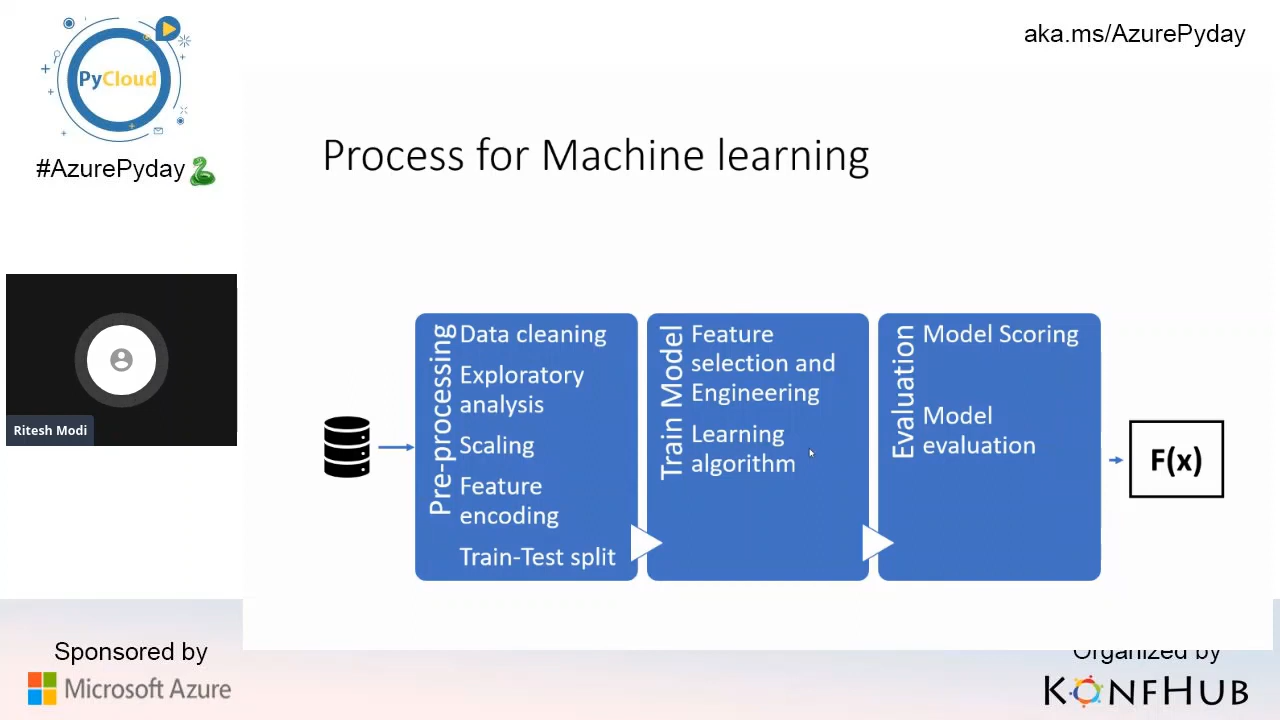 PyCloud
#AzurePyday
aka.ms/AzurePyday
Process for Machine learning
Pre-processing
Data cleaning
Exploratory
analysis
Scaling
Feature
encoding
Train-Test split
Train Model
Feature
selection and
Engineering
Learning
algorithm
Evaluation
Model Scoring
Model
evaluation
F(x)
Ritesh Modi
Sponsored by
Microsoft Azure
Organized by
KONFHUB